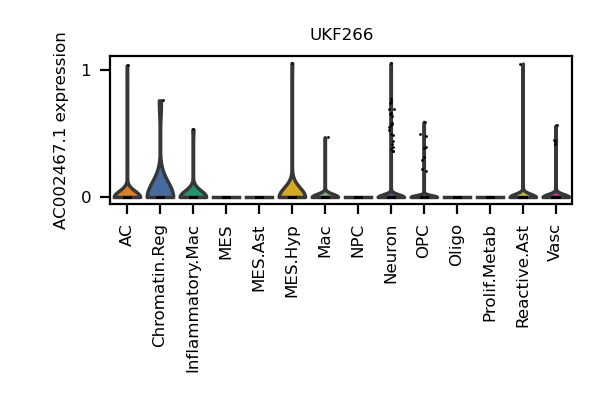 UKF266
AC002467.1 expression
1
0
AC
Chromatin.Reg
Inflammatory.Mac
MES
MES.Ast
MES.Hyp
Mac
NPC
Neuron
OPC
Oligo
Prolif.Metab
Reactive.Ast
Vasc